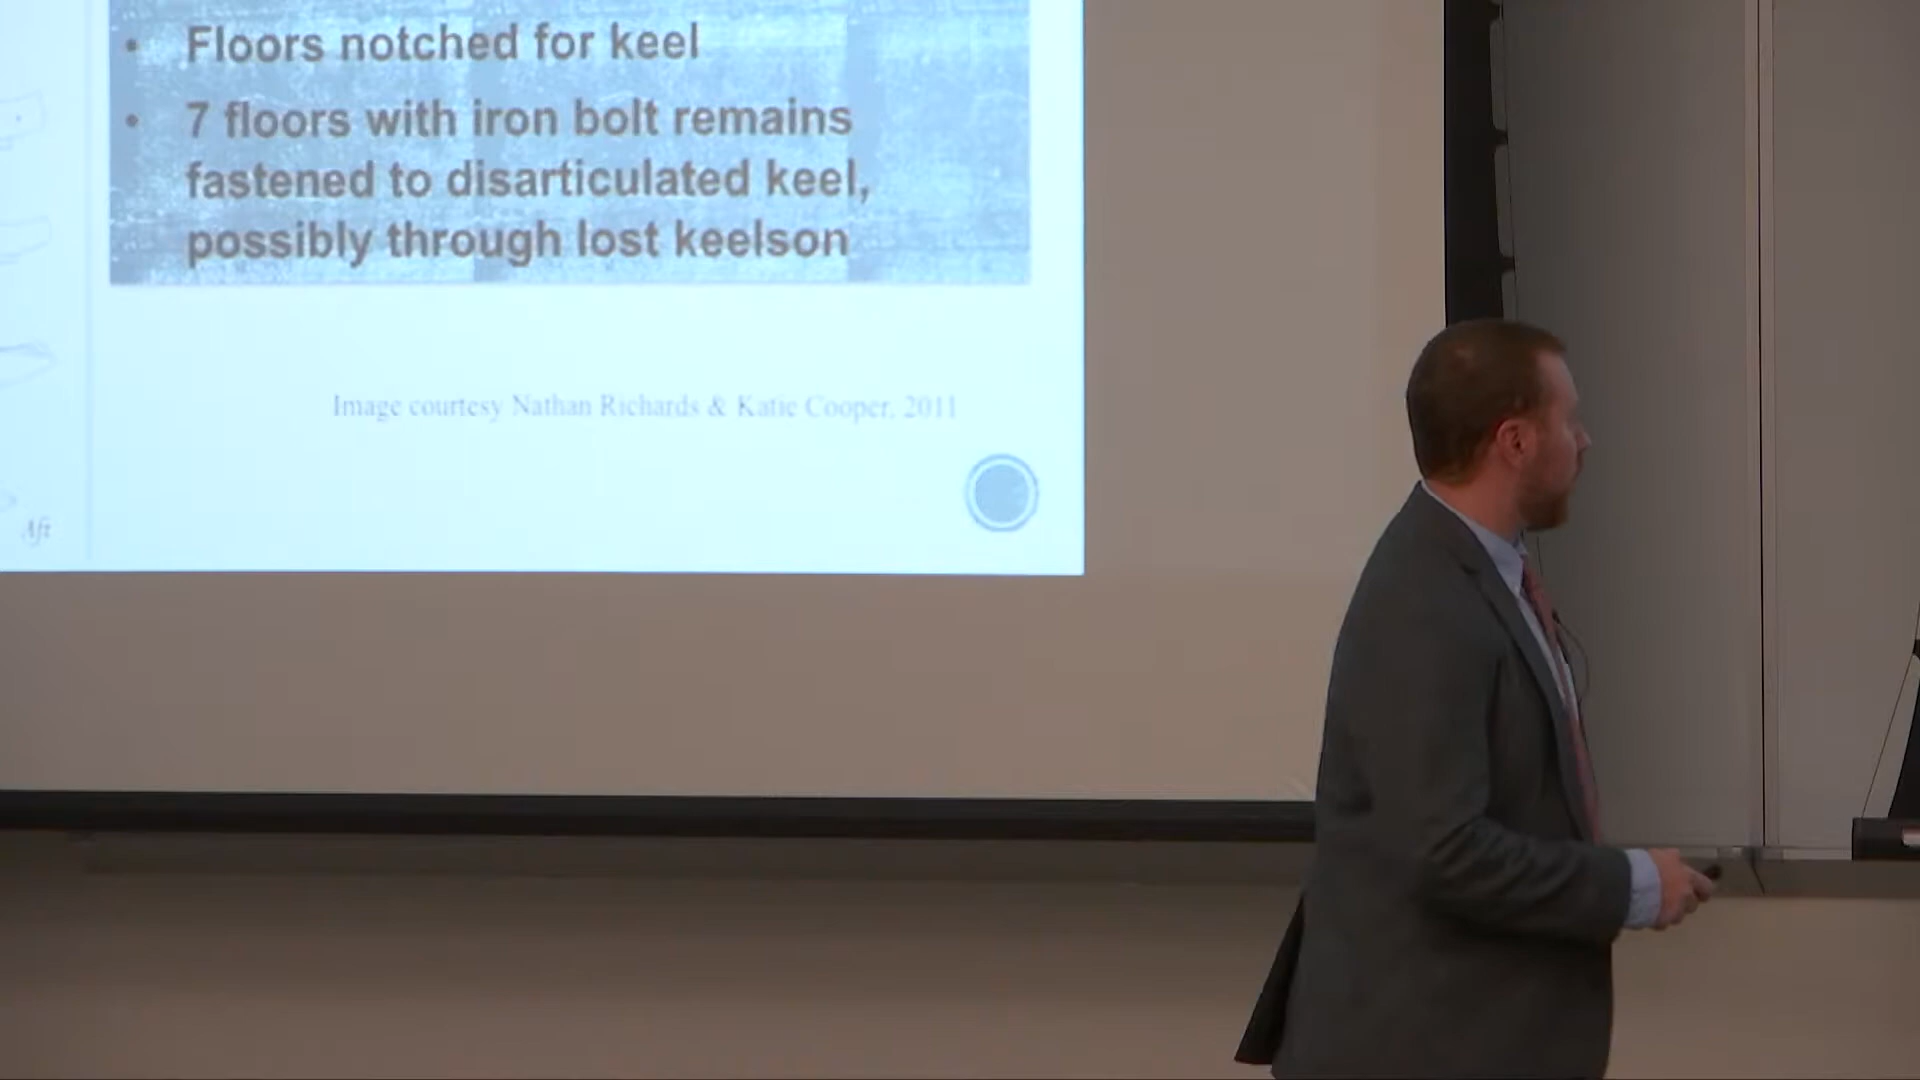 • Floors notched for keel
• 7 floors with iron bolt remains
fastened to disarticulated keel,
possibly through lost keelson
Image courtesy Nathan Richards & Katie Cooper, 2011
Aft